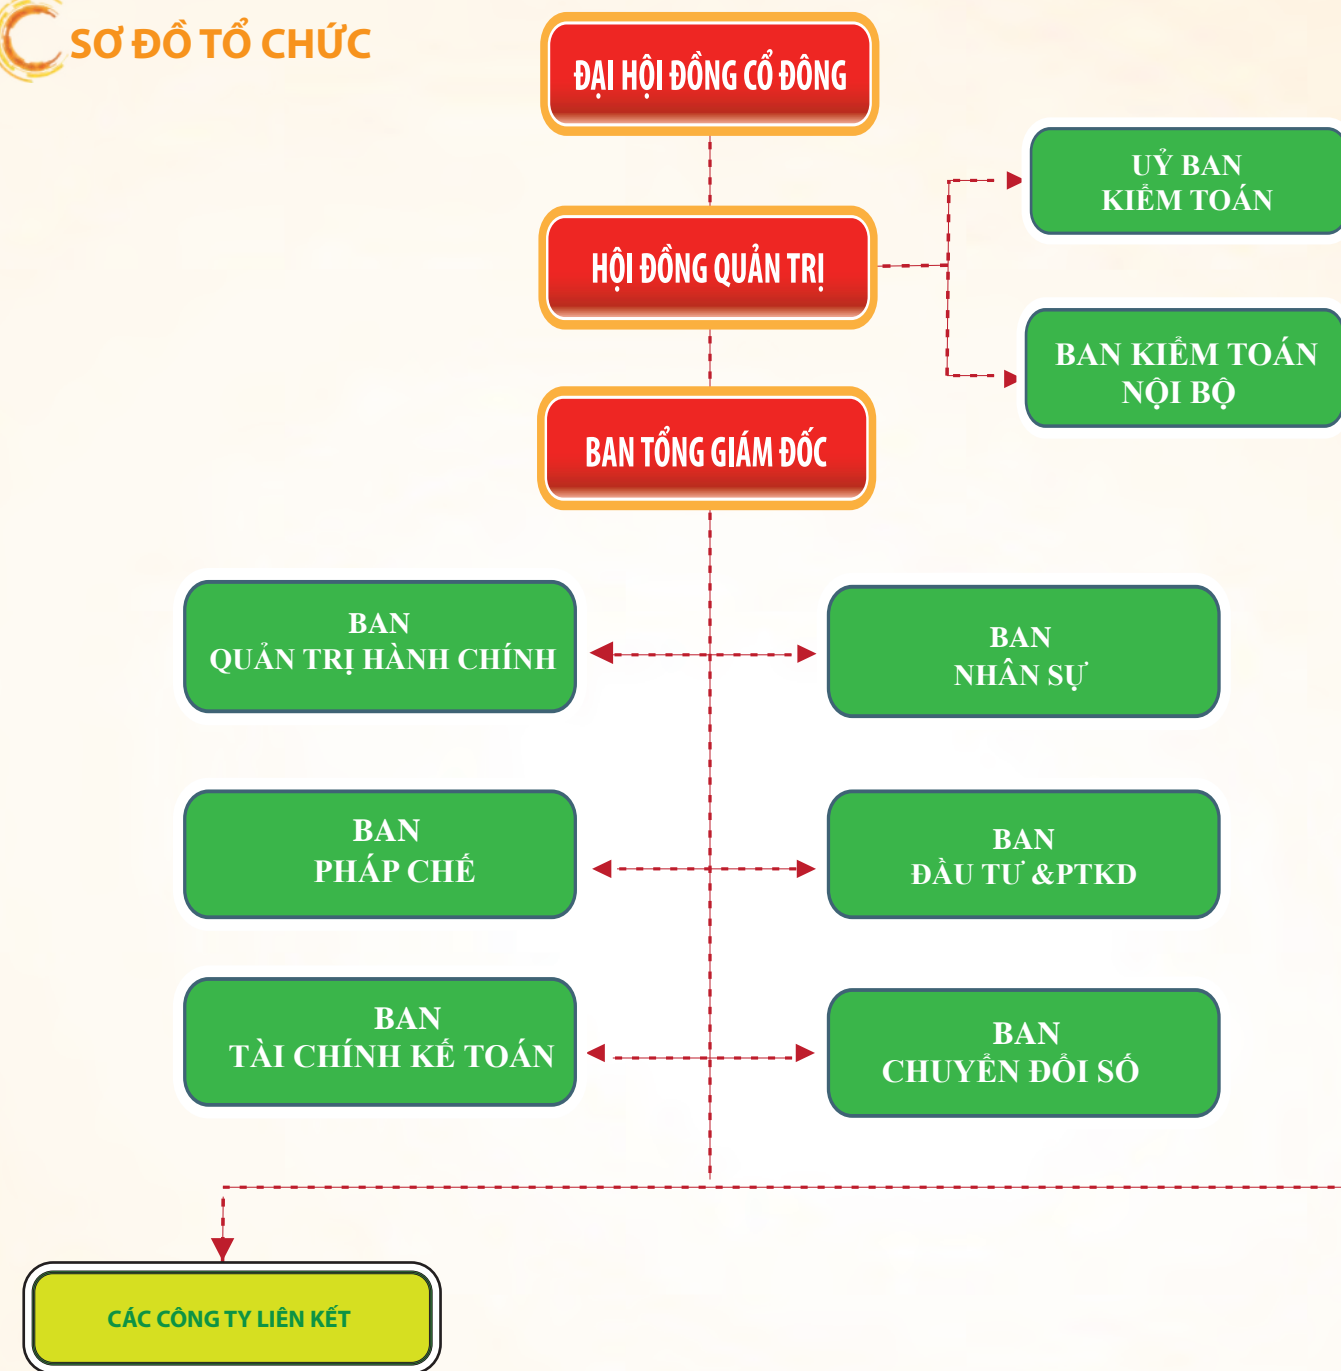 SƠ ĐỒ TỔ CHỨC
ĐẠI HỘI ĐỒNG CỔ ĐÔNG
UỶ BAN
KIỂM TOÁN
HỘI ĐỒNG QUẢN TRỊ
BAN KIỂM TOÁN
NỘI BỘ
BAN TỔNG GIÁM ĐỐC
BAN
QUẢN TRỊ HÀNH CHÍNH
BAN
NHÂN SỰ
BAN
PHÁP CHẾ
BAN
ĐẦU TƯ &PTKD
BAN
TÀI CHÍNH KẾ TOÁN
BAN
CHUYỂN ĐỔI SỐ
CÁC CÔNG TY LIÊN KẾT